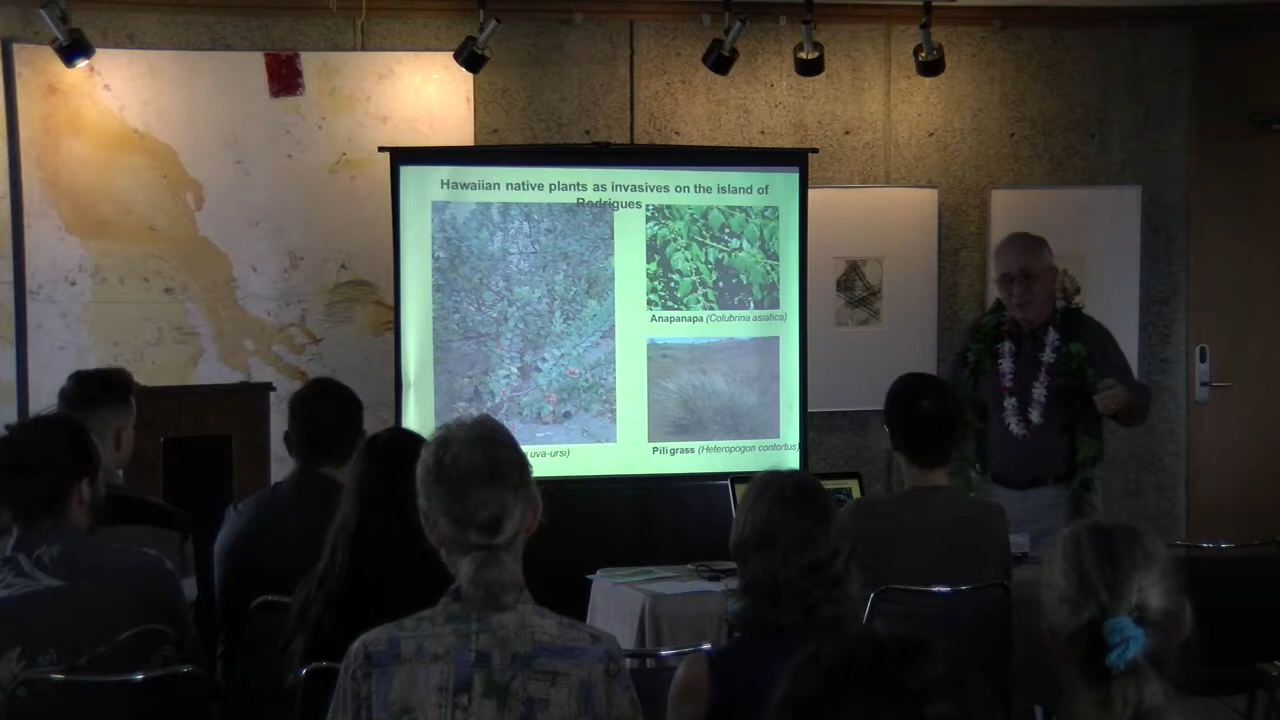 Hawaiian native plants as invasives on the island of
Rodrigues
Anapanapa (Colubrina asiatica)
uva-ursi)
Pili grass (Heteropogon contortus)